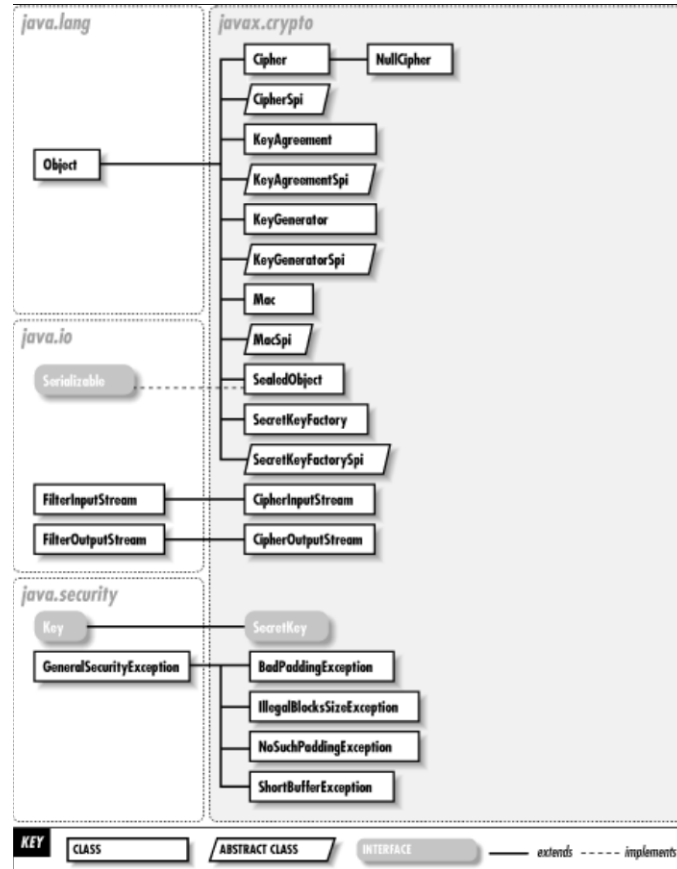 java.lang
javax.crypto
Cipher
NullCipher
CipherSpi
KeyAgreement
Object
KeyAgreementSpi
KeyGenerator
KeyGeneratorSpi
Mac
java.io
MacSpi
Serializable
SealedObject
SecretKeyFactory
SecretKeyFactorySpi
FilterInputStream
CipherInputStream
FilterOutputStream
CipherOutputStream
java.security
Key
SecretKey
GeneralSecurityException
BadPaddingException
IllegalBlocksSizeException
NoSuchPaddingException
ShortBufferException
KEY
CLASS
ABSTRACT CLASS
INTERFACE
extends
implements